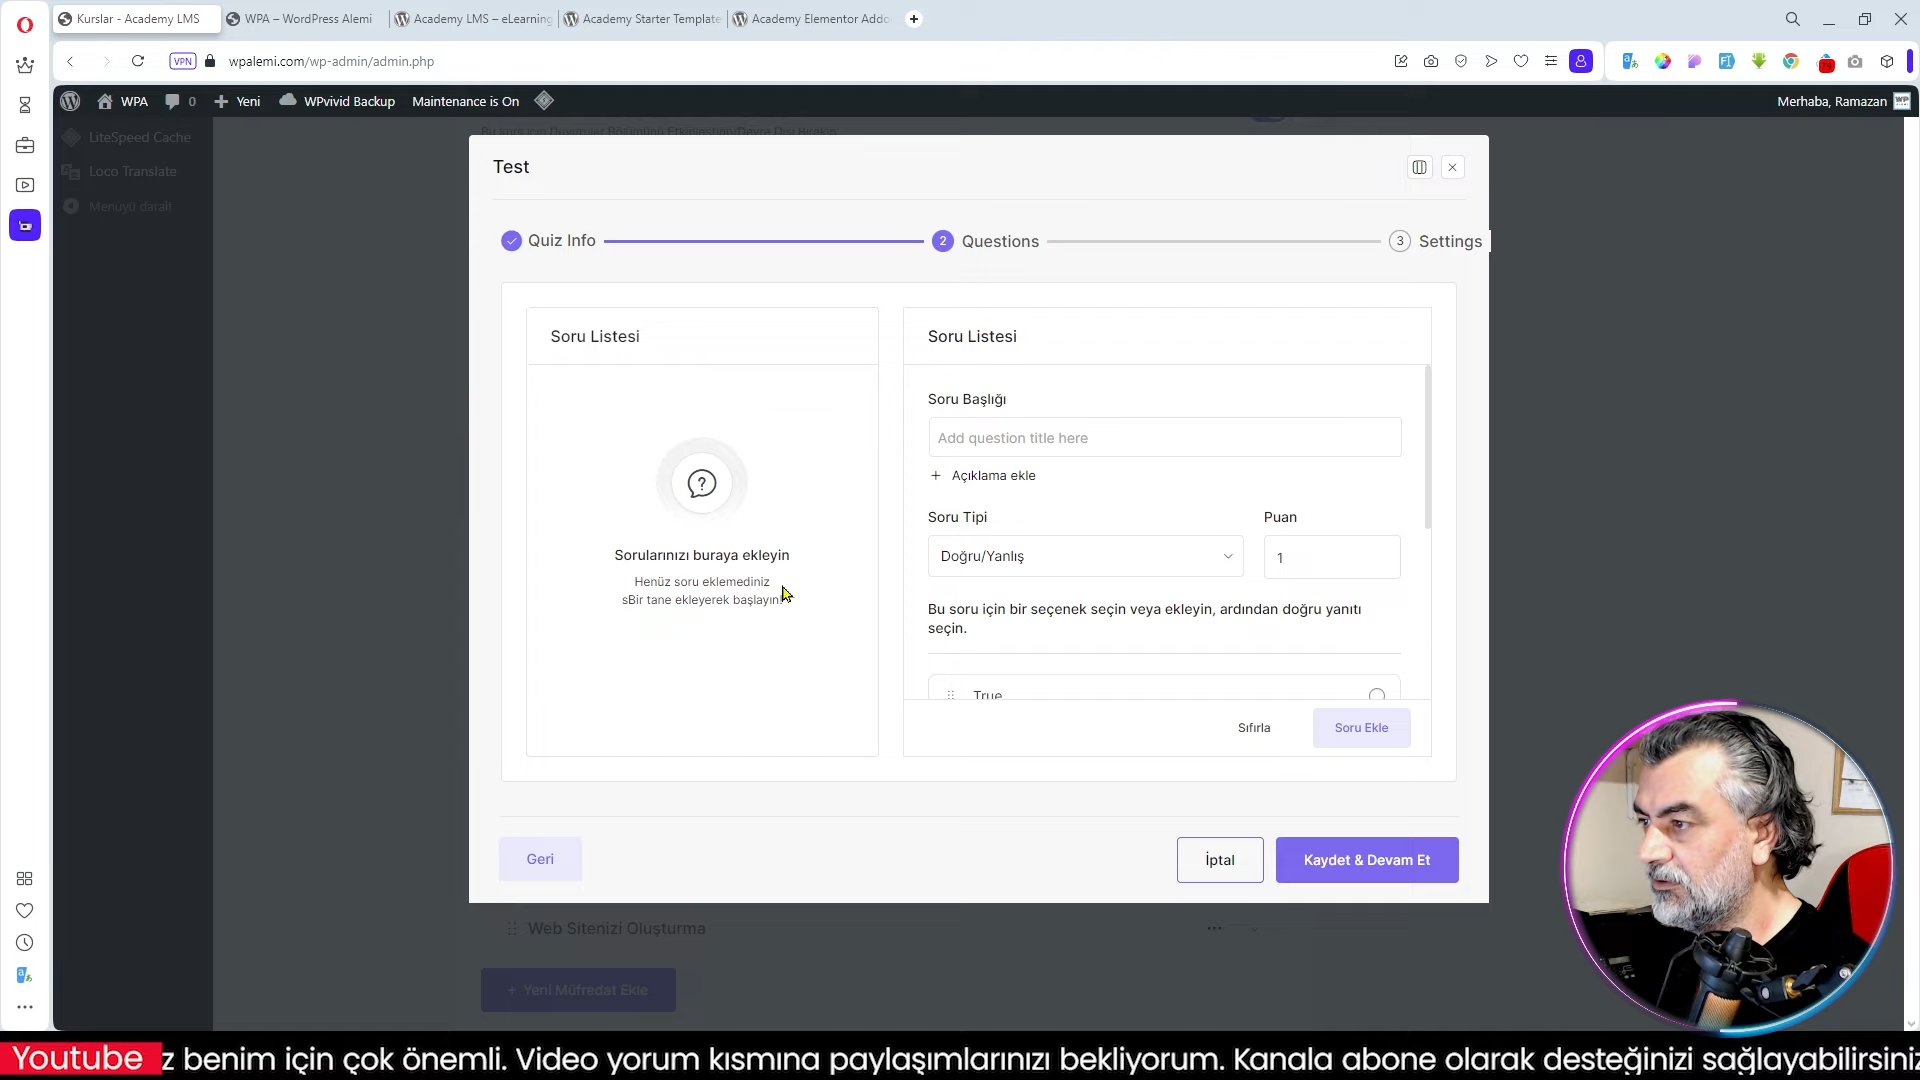 Kurslar - Academy LMS
WPA – WordPress Alemi
Academy LMS – eLearning
Academy Starter Template
Academy Elementor Addo
VPN
wpalemi.com/wp-admin/admin.php
WPA
0
Yeni
WPvivid Backup
Maintenance is On
Merhaba, Ramazan
LiteSpeed Cache
Loco Translate
Menüyü daralt
Test
Quiz Info
2 Questions
3 Settings
Soru Listesi
Sorularınızı buraya ekleyin
Henüz soru eklemediniz
sBir tane ekleyerek başlayın!
Soru Listesi
Soru Başlığı
Add question title here
+ Açıklama ekle
Soru Tipi
Puan
Doğru/Yanlış
1
Bu soru için bir seçenek seçin veya ekleyin, ardından doğru yanıtı
seçin.
True
Sıfırla
Soru Ekle
Geri
İptal
Kaydet & Devam Et
Web Sitenizi Oluşturma
+ Yeni Müfredat Ekle
Youtube
z benim için çok önemli. Video yorum kısmına paylaşımlarınızı bekliyorum. Kanala abone olarak desteğinizi sağlayabilirsiniz